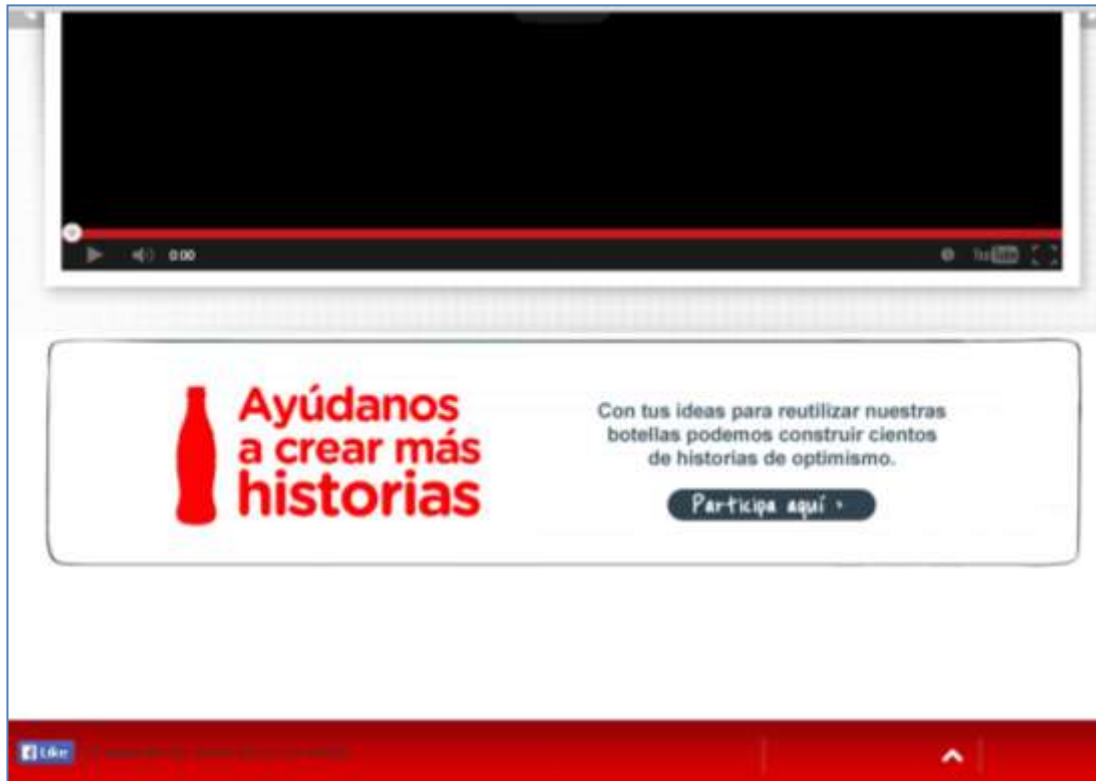 0:00
YouTube
Ayúdanos
a crear más
historias
Con tus ideas para reutilizar nuestras
botellas podemos construir cientos
de historias de optimismo.
Participa aquí
Like